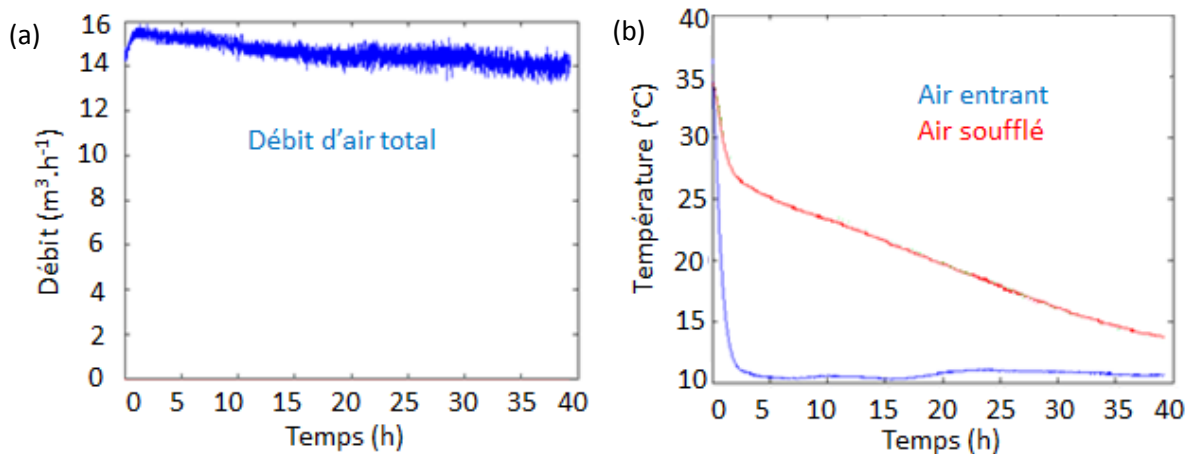 (a)
16
14
12
10
8
6
4
2
0
Débit (m³.h⁻¹)
Débit d'air total
0 5 10 15 20 25 30 35 40
Temps (h)
(b)
40
35
30
25
20
15
10
Température (°C)
Air entrant
Air soufflé
0 5 10 15 20 25 30 35 40
Temps (h)